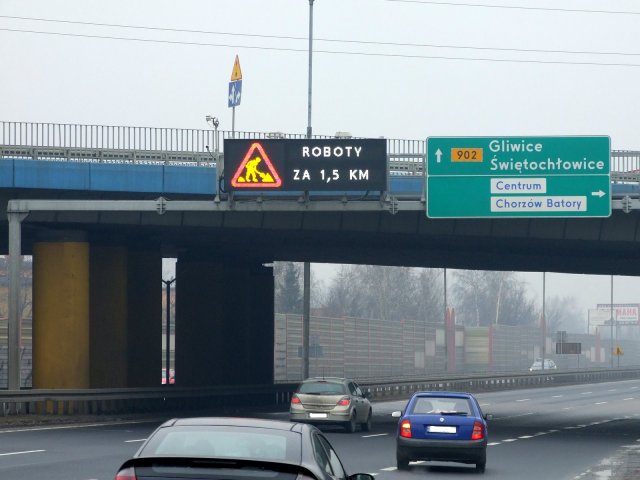 ROBOTY
ZA 1,5 KM
902
Gliwice
Świętochłowice
Centrum
Chorzów Batory